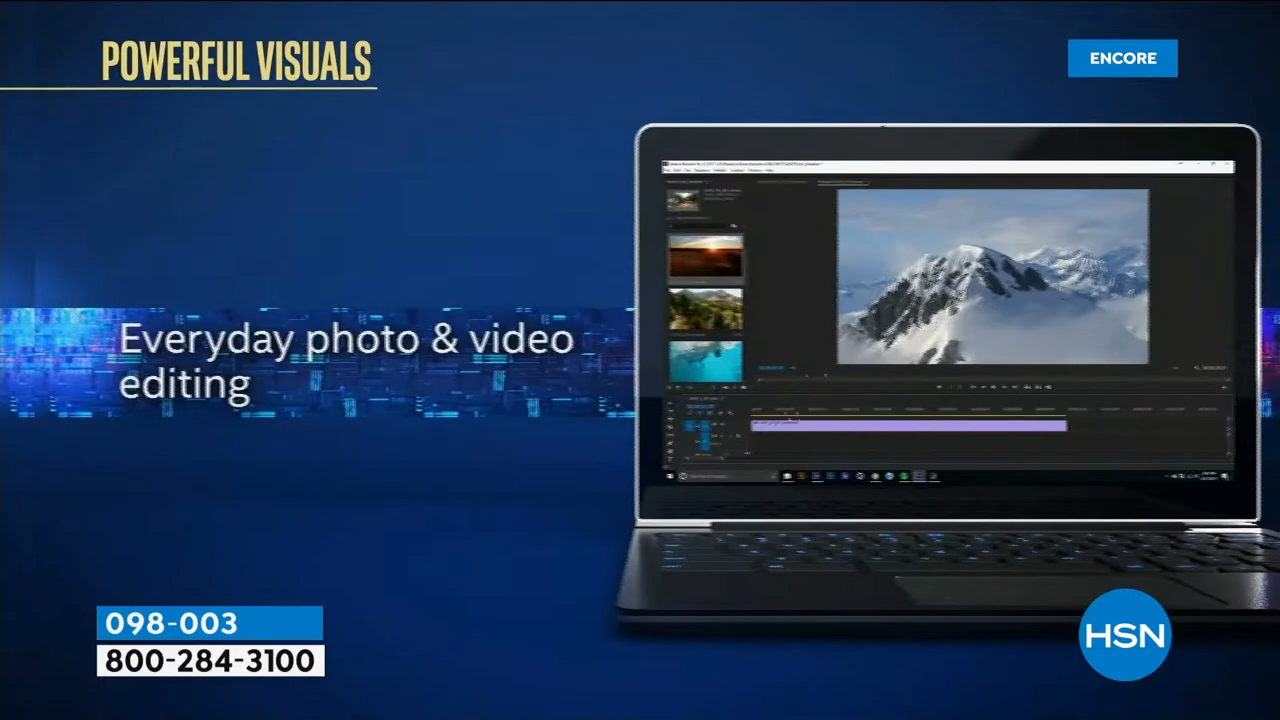 POWERFUL VISUALS
ENCORE
Everyday photo & video
editing
098-003
800-284-3100
HSN